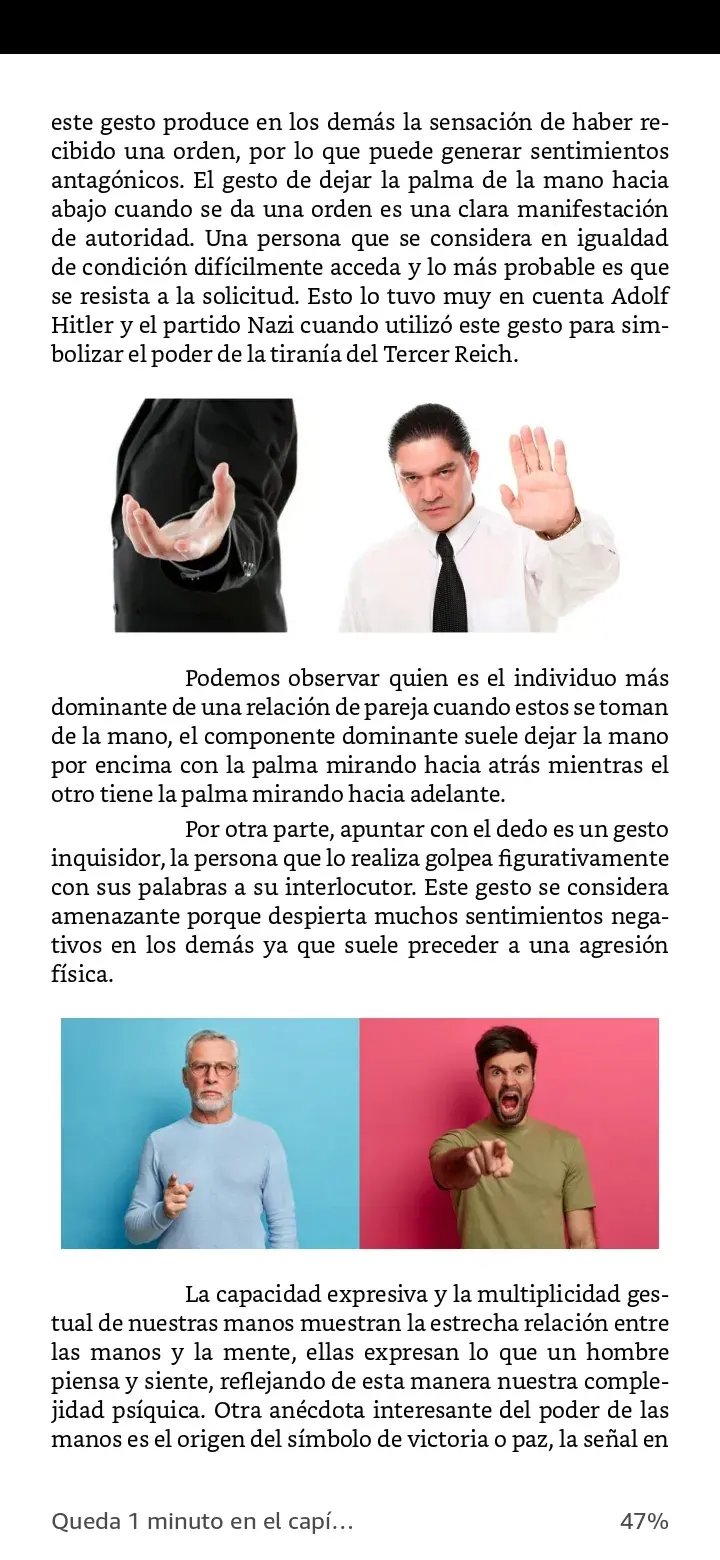 este gesto produce en los demás la sensación de haber re-
cibido una orden, por lo que puede generar sentimientos
antagónicos. El gesto de dejar la palma de la mano hacia
abajo cuando se da una orden es una clara manifestación
de autoridad. Una persona que se considera en igualdad
de condición difícilmente acceda y lo más probable es que
se resista a la solicitud. Esto lo tuvo muy en cuenta Adolf
Hitler y el partido Nazi cuando utilizó este gesto para sim-
bolizar el poder de la tiranía del Tercer Reich.
Podemos observar quien es el individuo más
dominante de una relación de pareja cuando estos se toman
de la mano, el componente dominante suele dejar la mano
por encima con la palma mirando hacia atrás mientras el
otro tiene la palma mirando hacia adelante.
Por otra parte, apuntar con el dedo es un gesto
inquisidor, la persona que lo realiza golpea figurativamente
con sus palabras a su interlocutor. Este gesto se considera
amenazante porque despierta muchos sentimientos nega-
tivos en los demás ya que suele preceder a una agresión
física.
La capacidad expresiva y la multiplicidad ges-
tual de nuestras manos muestran la estrecha relación entre
las manos y la mente, ellas expresan lo que un hombre
piensa y siente, reflejando de esta manera nuestra comple-
jidad psíquica. Otra anécdota interesante del poder de las
manos es el origen del símbolo de victoria o paz, la señal en
Queda 1 minuto en el capí… 47%